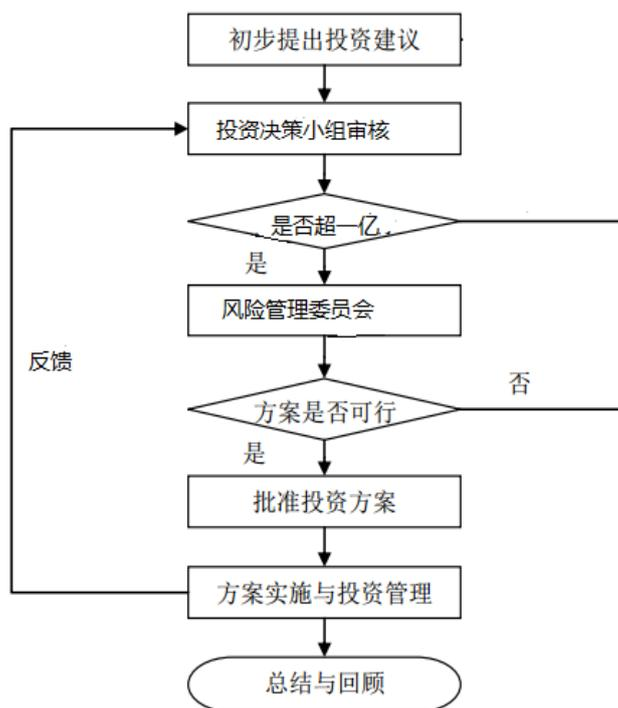 初步提出投资建议
投资决策小组审核
是否超一亿
是
风险管理委员会
反馈
否
方案是否可行
是
批准投资方案
方案实施与投资管理
总结与回顾